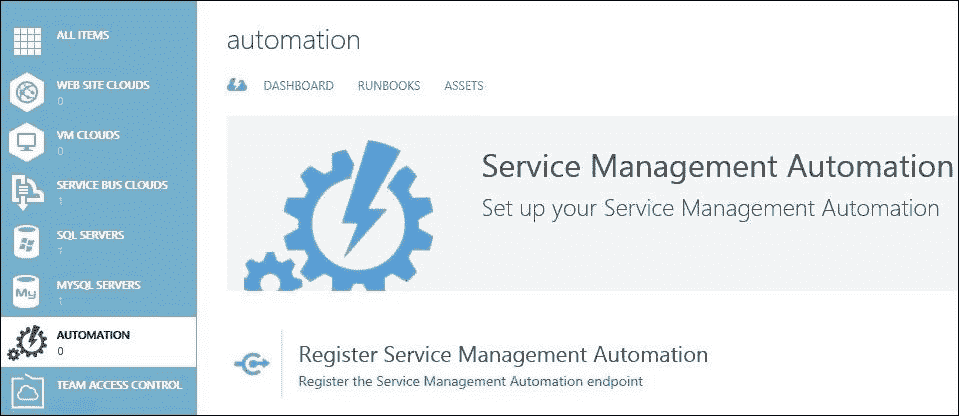 ALL ITEMS
WEB SITE CLOUDS
0
VM CLOUDS
0
SERVICE BUS CLOUDS
1
SQL SERVERS
1
MYSQL SERVERS
1
My
AUTOMATION
0
TEAM ACCESS CONTROL
automation
DASHBOARD RUNBOOKS ASSETS
Service Management Automation
Set up your Service Management Automation
Register Service Management Automation
Register the Service Management Automation endpoint